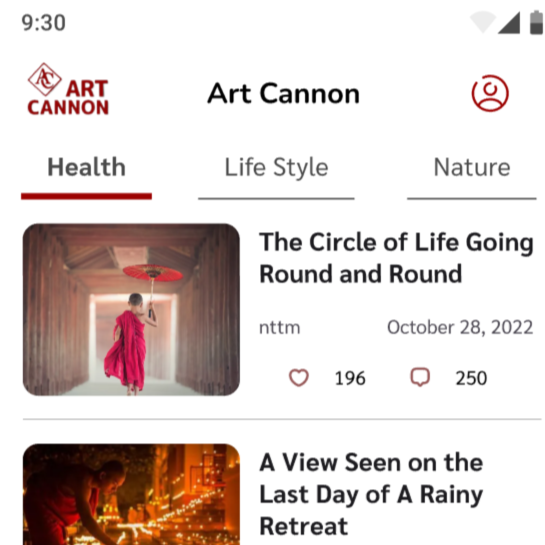 9:30
AC
ART
CANNON
Art Cannon
Health
Life Style
Nature
The Circle of Life Going
Round and Round
nttm
October 28, 2022
196
250
A View Seen on the
Last Day of A Rainy
Retreat